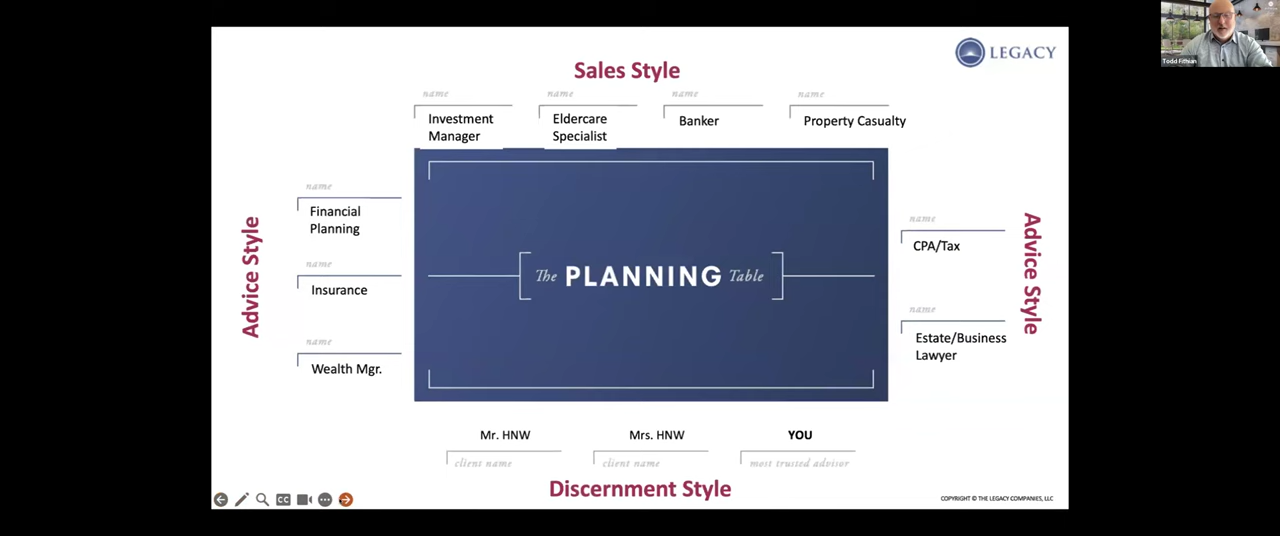 Todd Fithian
LEGACY
Sales Style
name
name
name
name
Investment
Manager
Eldercare
Specialist
Banker
Property Casualty
Advice Style
name
Financial
Planning
name
Insurance
name
Wealth Mgr.
The PLANNING Table
name
CPA/Tax
name
Estate/Business
Lawyer
Advice Style
Mr. HNW
Mrs. HNW
YOU
client name
client name
most trusted advisor
Discernment Style
CC
COPYRIGHT © THE LEGACY COMPANIES, LLC